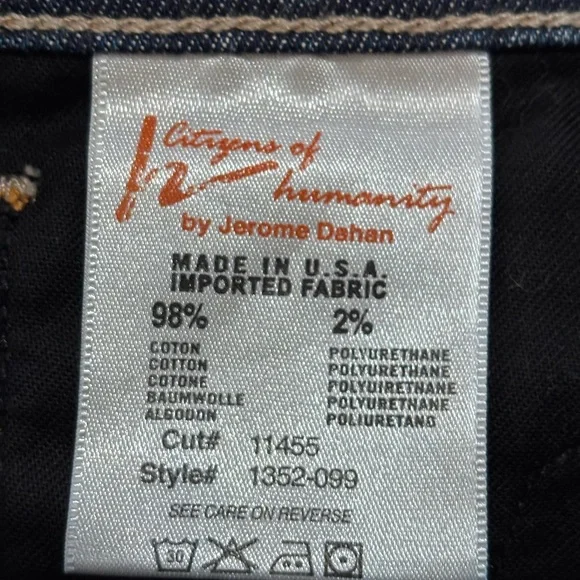 Citizens of
humanity
by Jerome Dahan
MADE IN U.S.A.
IMPORTED FABRIC
98% 2%
COTON POLYURETHANE
COTTON POLYURETHANE
COTONE POLYUIRETHANE
BAUMWOLLE POLYURETHANE
ALGODON POLIURETANO
Cut# 11455
Style# 1352-099
SEE CARE ON REVERSE
30